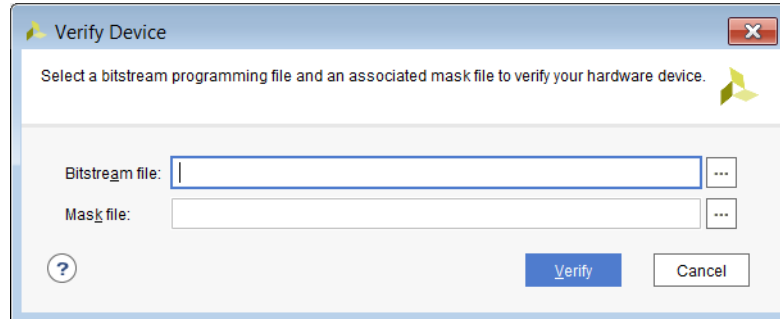 Verify Device
Select a bitstream programming file and an associated mask file to verify your hardware device.
Bitstream file:
...
Mask file:
...
?
Verify
Cancel